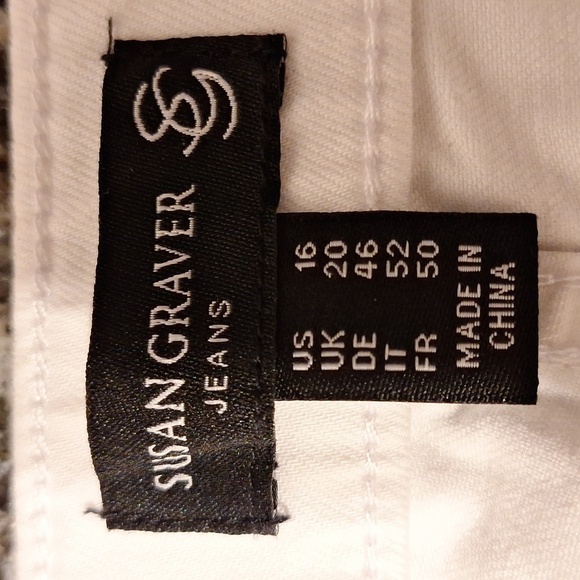 SUSAN GRAVER
JEANS
US 16
UK 20
DE 46
IT 52
FR 50
MADE IN
CHINA